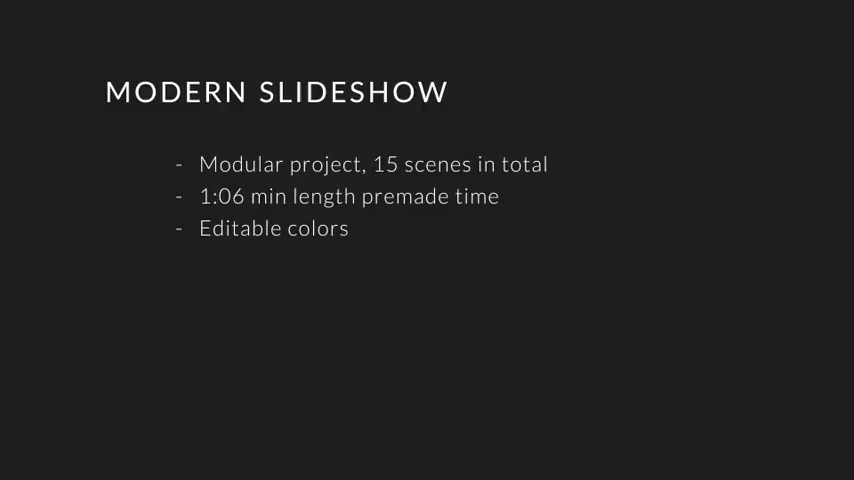 MODERN SLIDESHOW
- Modular project, 15 scenes in total
- 1:06 min length premade time
- Editable colors